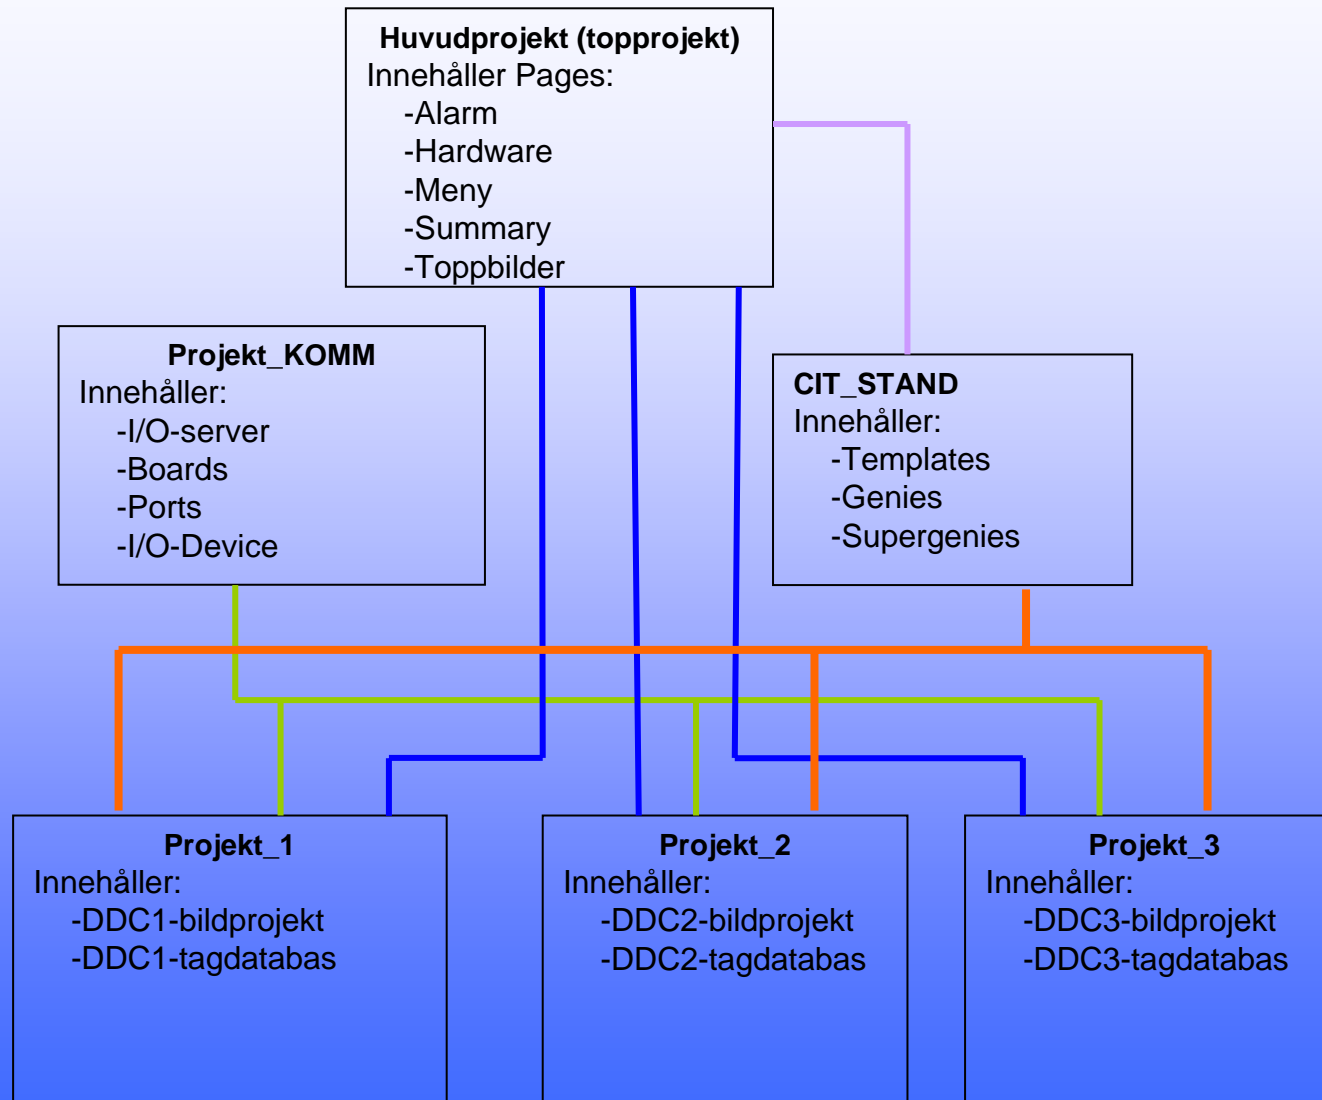 Huvudprojekt (topprojekt)
Innehåller Pages:
-Alarm
-Hardware
-Meny
-Summary
-Toppbilder
Projekt_KOMM
Innehåller:
-I/O-server
-Boards
-Ports
-I/O-Device
CIT_STAND
Innehåller:
-Templates
-Genies
-Supergenies
Projekt_1
Innehåller:
-DDC1-bildprojekt
-DDC1-tagdatabas
Projekt_2
Innehåller:
-DDC2-bildprojekt
-DDC2-tagdatabas
Projekt_3
Innehåller:
-DDC3-bildprojekt
-DDC3-tagdatabas